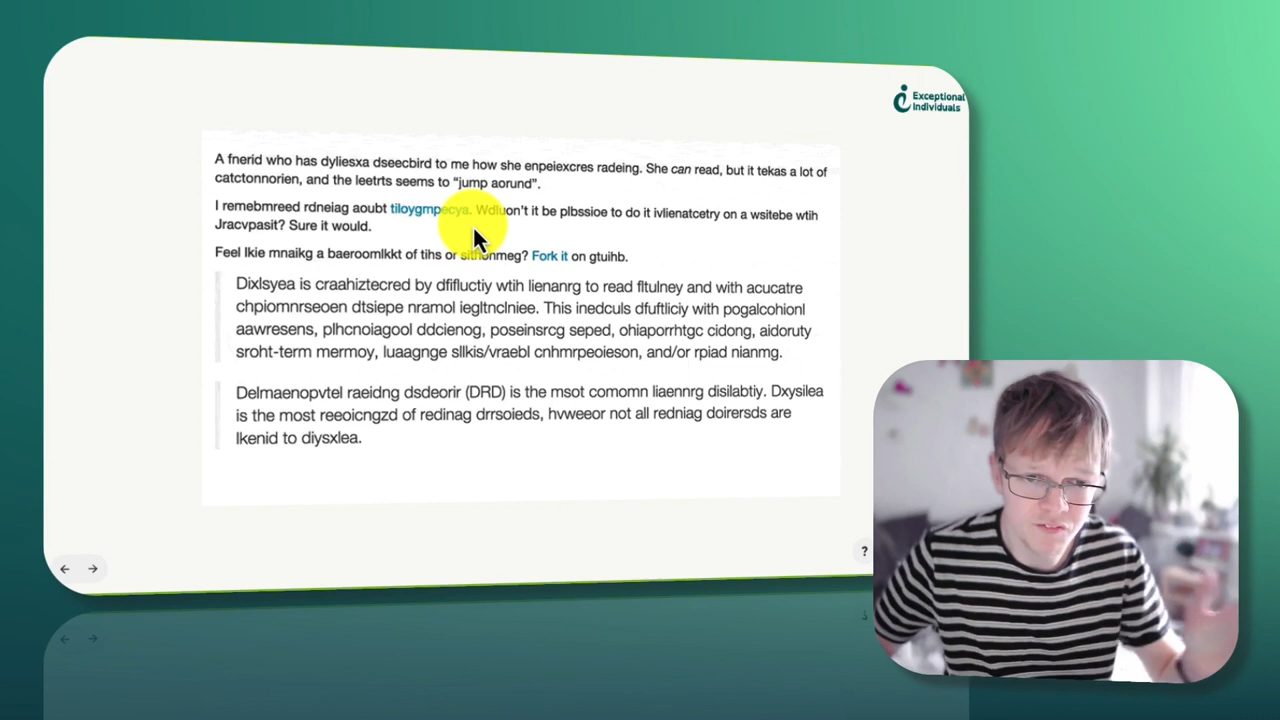 Exceptional
Individuals
A fnerid who has dyliesxa dseecbird to me how she enpeiexcres radeing. She can read, but it tekas a lot of
catctonnorien, and the leetrts seems to “jump aorund”.
I remebmreed rdneiag aoubt tiloygmpecya. Wdluon't it be plbssioe to do it ivlienatcetry on a wsitebe wtih
Jracvpasit? Sure it would.
Feel lkie mnaikg a baeroomlkkt of tihs or sithonmeg? Fork it on gtuihb.
Dixlsyea is craahiztecred by dfifluctiy wtih lienanrg to read fltulney and with acucatre
chpiomnrseoen dtsiepe nramol iegltnclniee. This inedculs dfuftliciy with pogalcohionl
aawresens, plhcnoiagool ddcienog, poseinsrcg seped, ohiaporrhtgc cidong, aidoruty
sroht-term mermoy, luaagnge sllkis/vraebl cnhmrpeoieson, and/or rpiad nianmg.
Delmaenopvtel raeidng dsdeorir (DRD) is the msot comomn liaennrg disilabtiy. Dxysilea
is the most reeoicngzd of redinag drrsoieds, hvweeor not all redniag doirersds are
lkenid to diysxlea.
← →
?